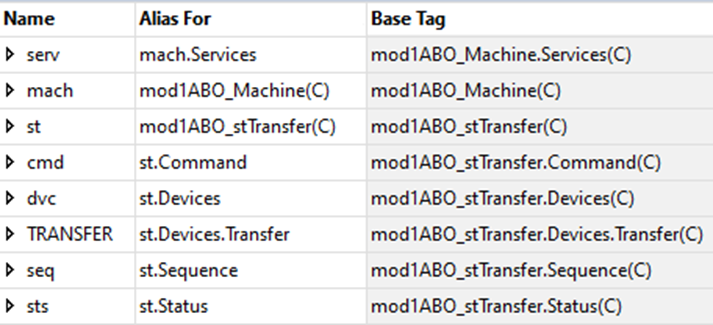 Name Alias For Base Tag
serv mach.Services mod1ABO_Machine.Services(C)
mach mod1ABO_Machine(C) mod1ABO_Machine(C)
st mod1ABO_stTransfer(C) mod1ABO_stTransfer(C)
cmd st.Command mod1ABO_stTransfer.Command(C)
dvc st.Devices mod1ABO_stTransfer.Devices(C)
TRANSFER st.Devices.Transfer mod1ABO_stTransfer.Devices.Transfer(C)
seq st.Sequence mod1ABO_stTransfer.Sequence(C)
sts st.Status mod1ABO_stTransfer.Status(C)